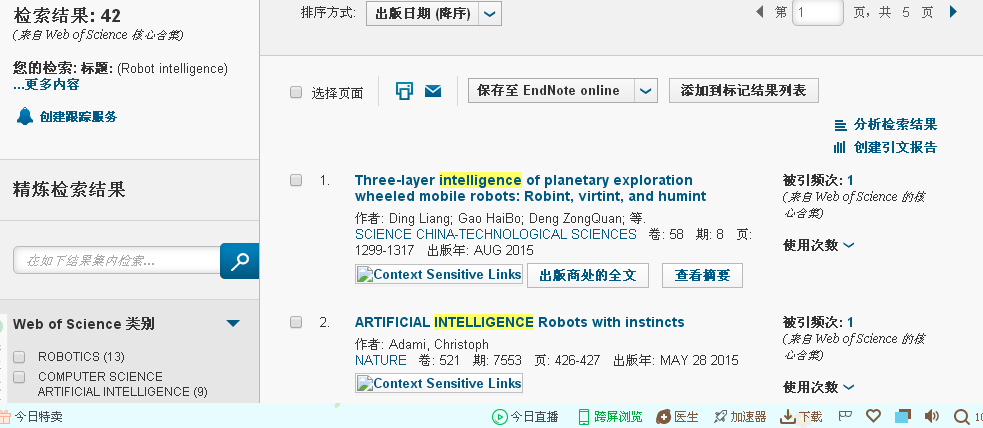 检索结果: 42
(来自 Web of Science 核心合集)
您的检索: 标题: (Robot intelligence)
...更多内容
创建跟踪服务
精炼检索结果
在如下结果集内检索...
Web of Science 类别
ROBOTICS (13)
COMPUTER SCIENCE
ARTIFICIAL INTELLIGENCE (9)
排序方式: 出版日期 (降序)
第 1 页, 共 5 页
选择页面
保存至 EndNote online
添加到标记结果列表
分析检索结果
创建引文报告
1.
Three-layer intelligence of planetary exploration
wheeled mobile robots: Robint, virtint, and humint
作者: Ding Liang; Gao HaiBo; Deng ZongQuan; 等.
SCIENCE CHINA-TECHNOLOGICAL SCIENCES 卷: 58 期: 8 页:
1299-1317 出版年: AUG 2015
Context Sensitive Links
出版商处的全文
查看摘要
被引频次: 1
(来自 Web of Science 的核
心合集)
使用次数
2.
ARTIFICIAL INTELLIGENCE Robots with instincts
作者: Adami, Christoph
NATURE 卷: 521 期: 7553 页: 426-427 出版年: MAY 28 2015
Context Sensitive Links
被引频次: 1
(来自 Web of Science 的核
心合集)
使用次数
今日特卖
今日直播
跨屏浏览
医生
加速器
下载
10